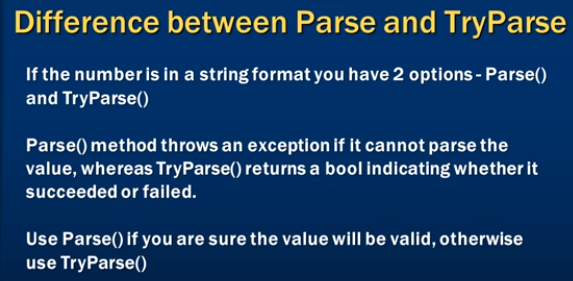 Difference between Parse and TryParse
If the number is in a string format you have 2 options - Parse()
and TryParse()
Parse() method throws an exception if it cannot parse the
value, whereas TryParse() returns a bool indicating whether it
succeeded or failed.
Use Parse() if you are sure the value will be valid, otherwise
use TryParse()